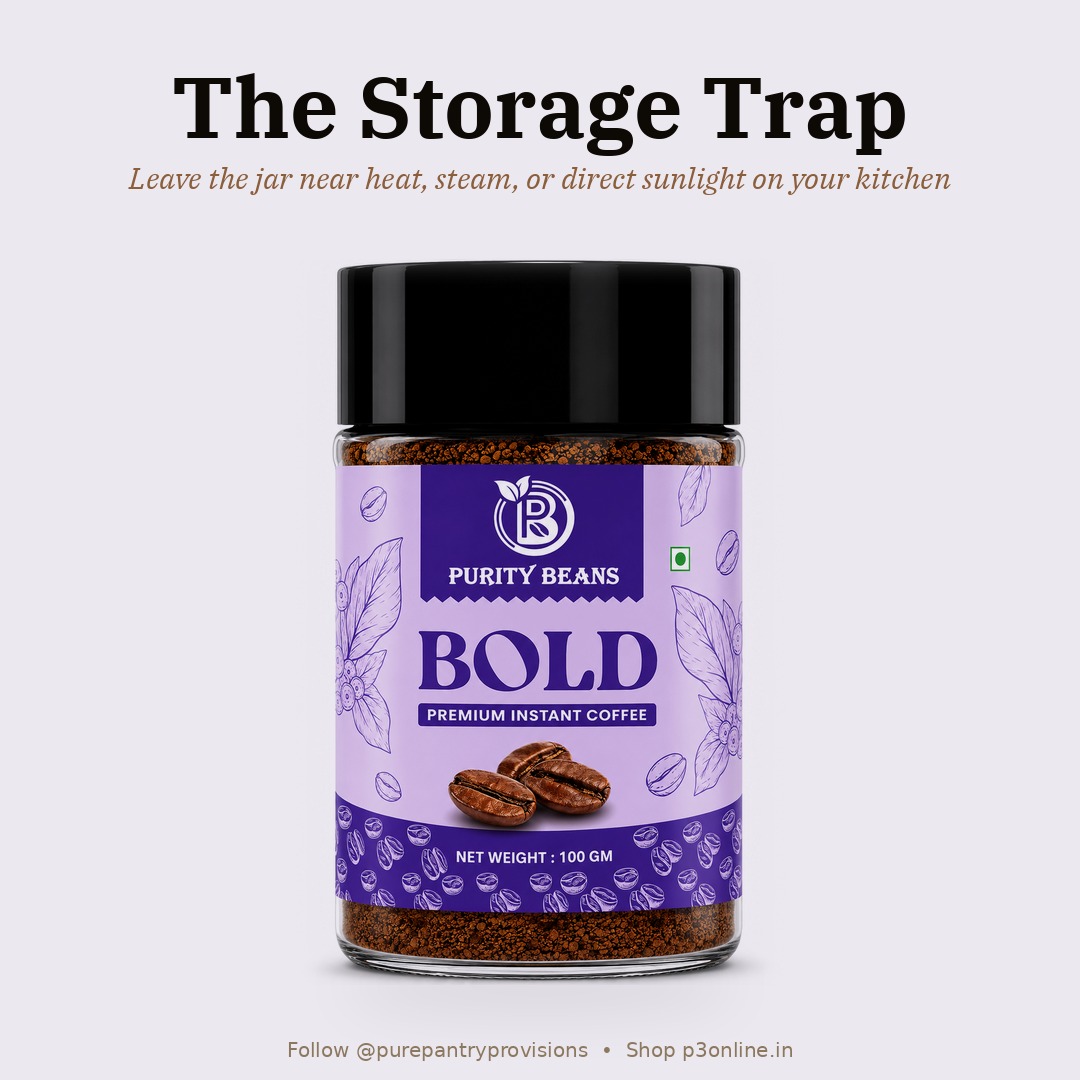 The Storage Trap
Leave the jar near heat, steam, or direct sunlight on your kitchen
PURITY BEANS
BOLD
PREMIUM INSTANT COFFEE
NET WEIGHT : 100 GM
Follow @purepantryprovisions • Shop p3online.in